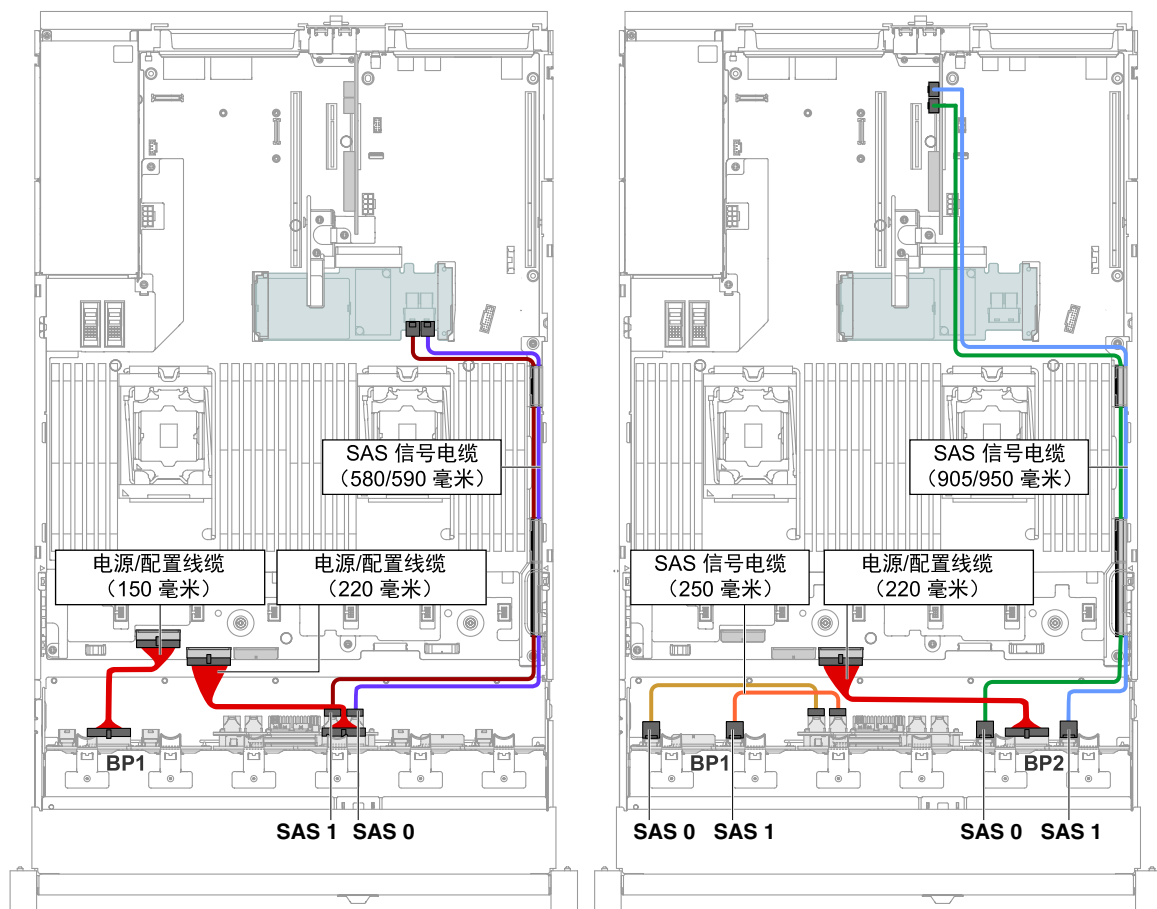 SAS 信号电缆
（580/590 毫米）
电源/配置线缆
（150 毫米）
电源/配置线缆
（220 毫米）
BP1
SAS 1
SAS 0
SAS 信号电缆
（905/950 毫米）
SAS 信号电缆
（250 毫米）
电源/配置线缆
（220 毫米）
BP1
BP2
SAS 0
SAS 1
SAS 0
SAS 1